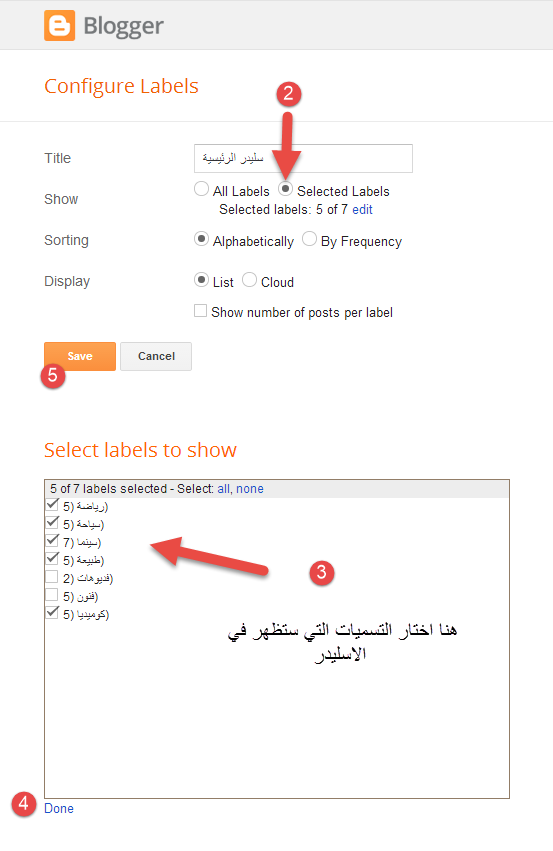 Blogger
Configure Labels
2
Title سليدر الرئيسية
Show All Labels Selected Labels
Selected labels: 5 of 7 edit
Sorting Alphabetically By Frequency
Display List Cloud
Show number of posts per label
Save Cancel
5
Select labels to show
5 of 7 labels selected - Select: all, none
رياضة (5)
سياحة (5)
سينما (7)
طبيعة (5)
فديوهات (2)
فنون (5)
كوميديا (5)
3
هنا اختار التسميات التي ستظهر في
الاسليدر
4 Done